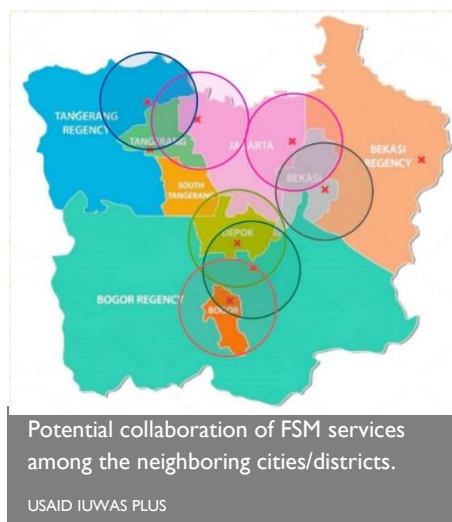 TANGERANG
REGENCY
TANGERANG
JAKARTA
BEKASI
REGENCY
BEKASI
SOUTH
TANGERANG
DEPOK
BOGOR REGENCY
BOGOR
Potential collaboration of FSM services
among the neighboring cities/districts.
USAID IUWAS PLUS